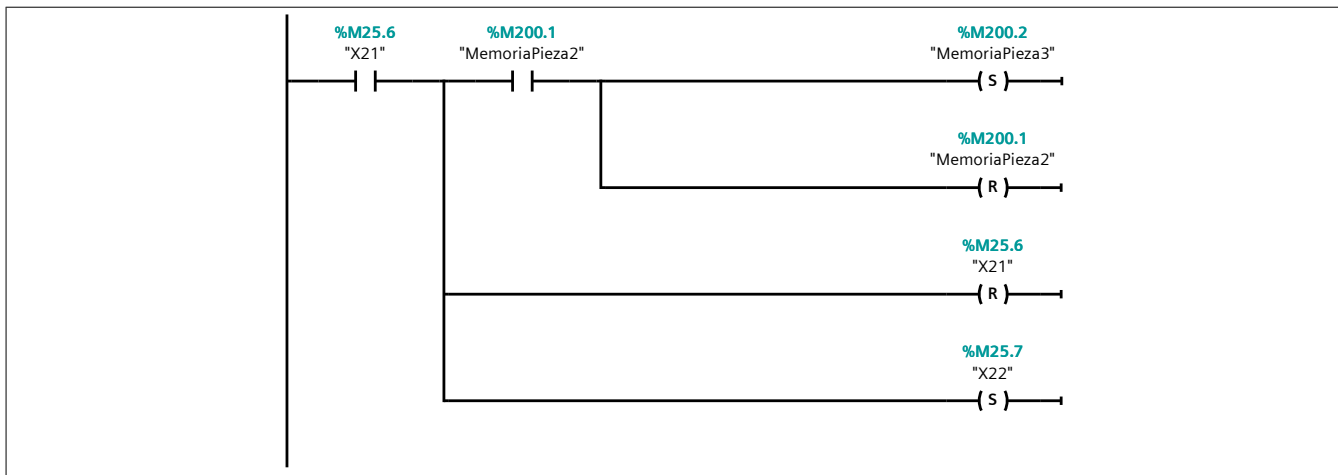 %M25.6 %M200.1 %M200.2
"X21" "MemoriaPieza2" "MemoriaPieza3"
S
%M200.1
"MemoriaPieza2"
R
%M25.6
"X21"
R
%M25.7
"X22"
S